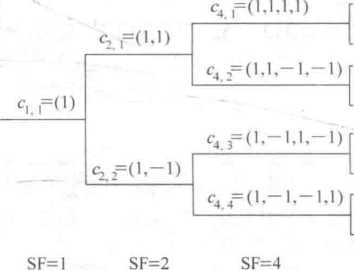 c4,1=(1,1,1,1)
c2,1=(1,1)
c4,2=(1,1,−1,−1)
c1,1=(1)
c4,3=(1,−1,1,−1)
c2,2=(1,−1)
c4,4=(1,−1,−1,1)
SF=1 SF=2 SF=4